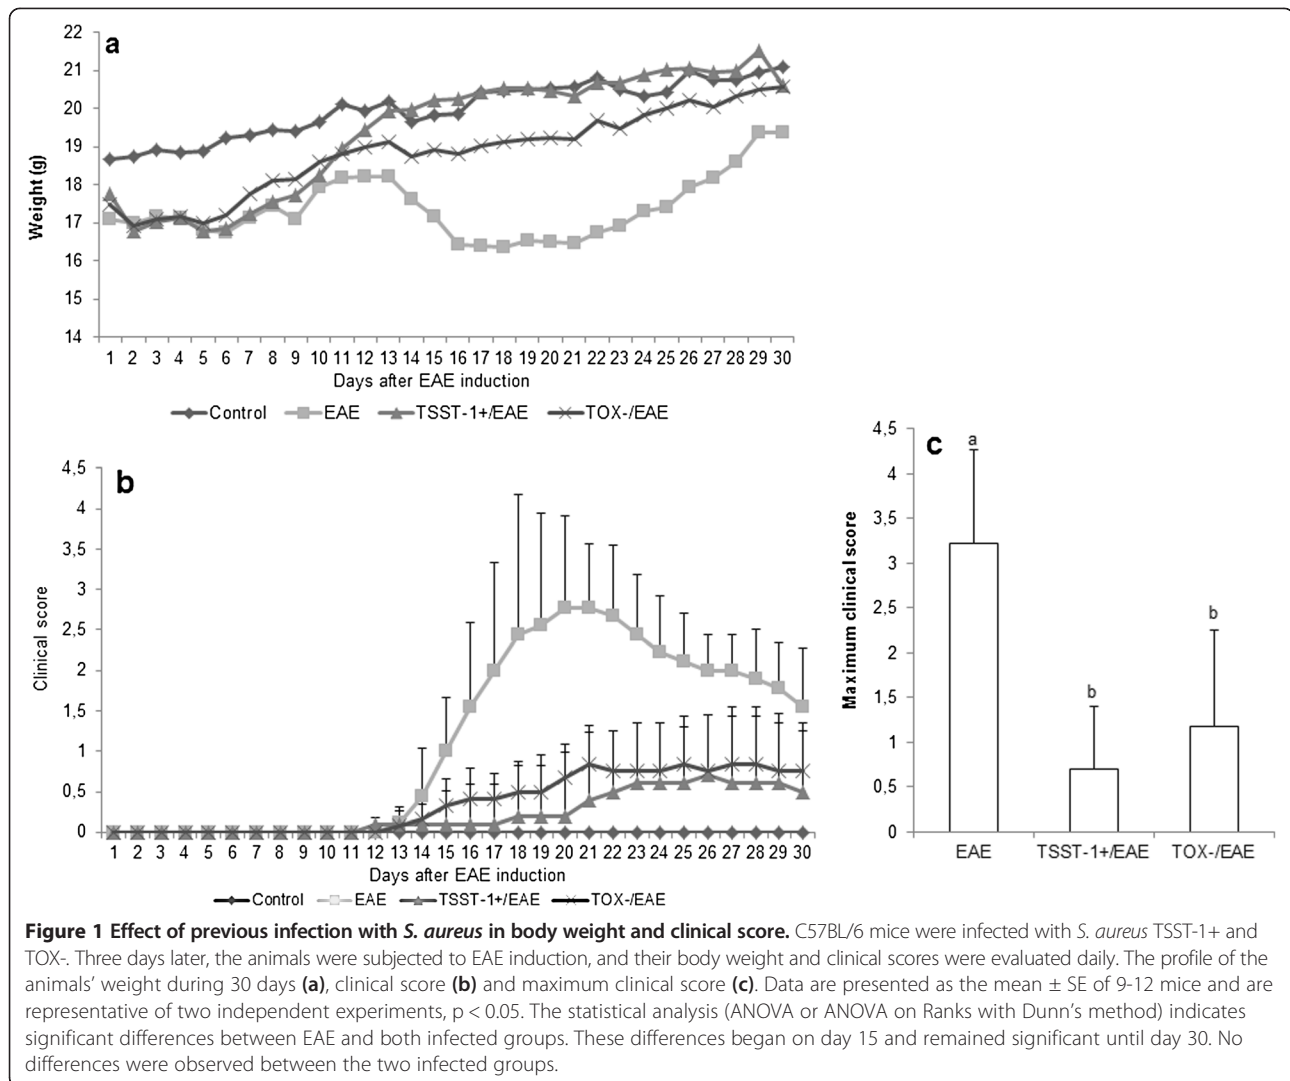 a
22
21
20
19
18
17
16
15
14
Weight (g)
1 2 3 4 5 6 7 8 9 10 11 12 13 14 15 16 17 18 19 20 21 22 23 24 25 26 27 28 29 30
Days after EAE induction
Control EAE TSST-1+/EAE TOX-/EAE
b
4,5
4
3,5
3
2,5
2
1,5
1
0,5
0
Clinical score
1 2 3 4 5 6 7 8 9 10 11 12 13 14 15 16 17 18 19 20 21 22 23 24 25 26 27 28 29 30
Days after EAE induction
Control EAE TSST-1+/EAE TOX-/EAE
c
4,5
4
3,5
3
2,5
2
1,5
1
0,5
0
Maximum clinical score
a
b
b
EAE TSST-1+/EAE TOX-/EAE
Figure 1 Effect of previous infection with S. aureus in body weight and clinical score. C57BL/6 mice were infected with S. aureus TSST-1+ and
TOX-. Three days later, the animals were subjected to EAE induction, and their body weight and clinical scores were evaluated daily. The profile of the
animals' weight during 30 days (a), clinical score (b) and maximum clinical score (c). Data are presented as the mean ± SE of 9-12 mice and are
representative of two independent experiments, p < 0.05. The statistical analysis (ANOVA or ANOVA on Ranks with Dunn's method) indicates
significant differences between EAE and both infected groups. These differences began on day 15 and remained significant until day 30. No
differences were observed between the two infected groups.